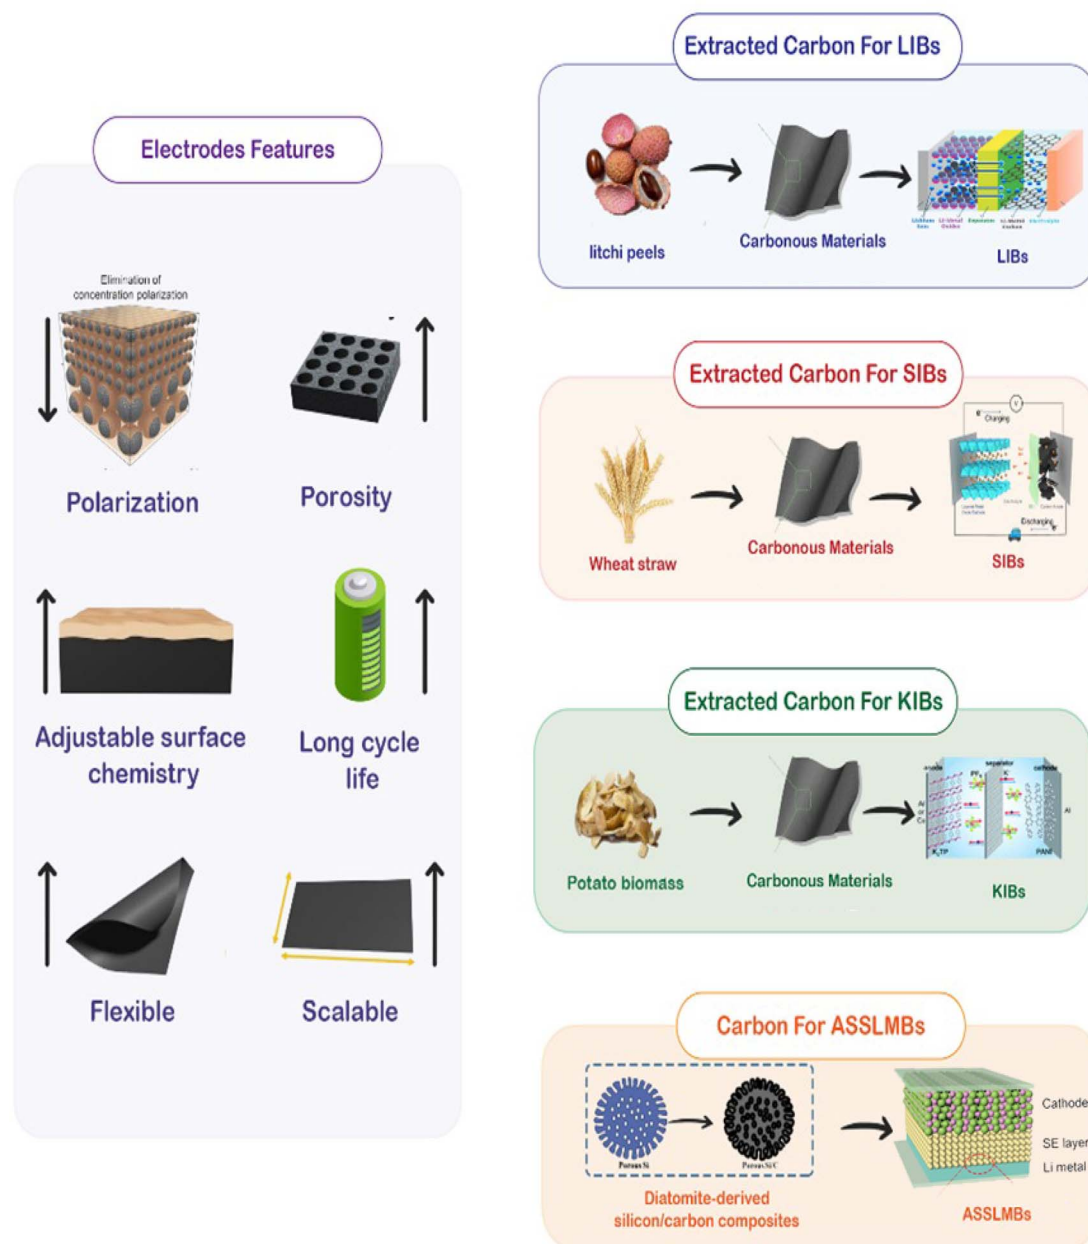 Electrodes Features
Elimination of
concentration polarization
Polarization
Porosity
Adjustable surface
chemistry
Long cycle
life
Flexible
Scalable
Extracted Carbon For LIBs
litchi peels
Carbonous Materials
LIBs
Extracted Carbon For SIBs
Wheat straw
Carbonous Materials
e
V
Charging
Discharging
SIBs
Extracted Carbon For KIBs
Potato biomass
Carbonous Materials
separator
cathode
PF₆
K⁺
Al
PANI
KIBs
Carbon For ASSLMBs
Porous Si
Porous Si/C
Diatomite-derived
silicon/carbon composites
Cathode
SE layer
Li metal
ASSLMBs